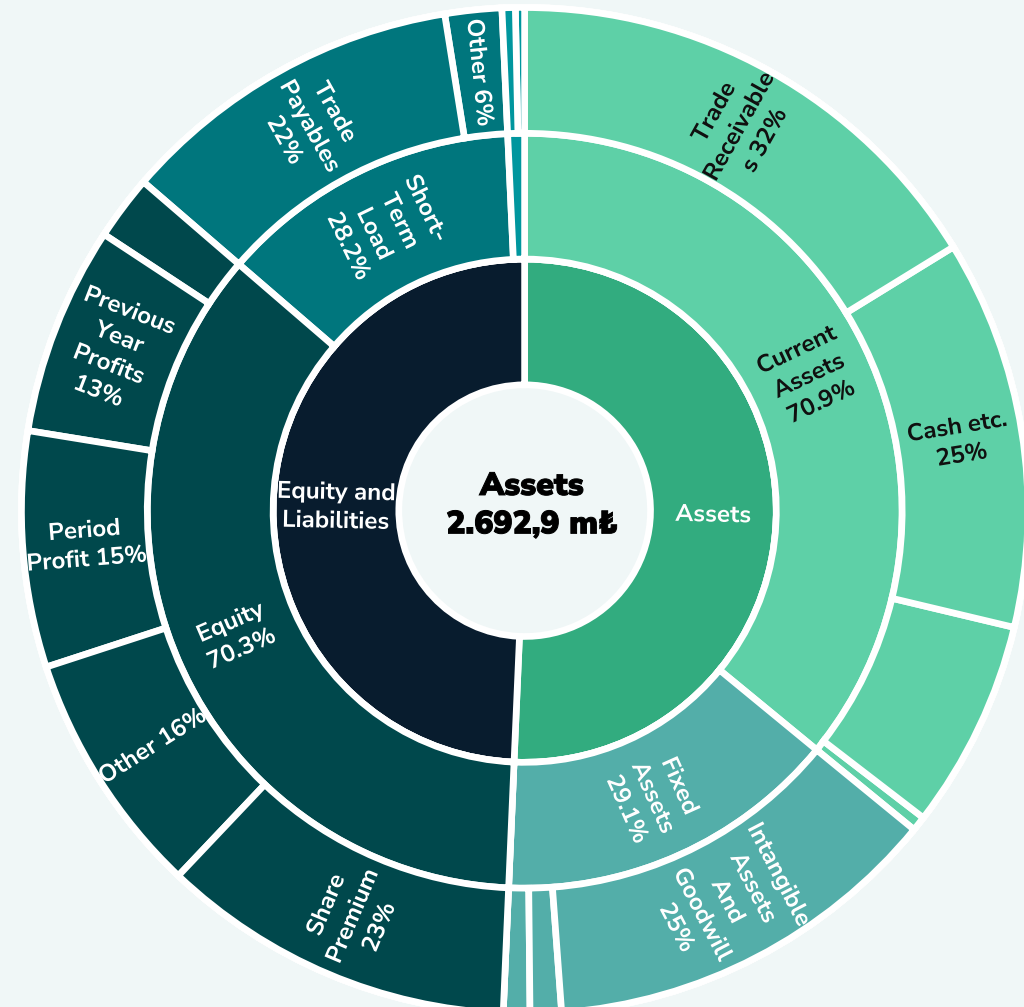 Other 6%
Trade
Payables
22%
Trade
Receivable
s 32%
Short-
Term
Load
28.2%
Previous
Year
Profits
13%
Current
Assets
70.9%
Cash etc.
25%
Equity and
Liabilities
Assets
2.692,9 m₺
Assets
Period
Profit 15%
Equity
70.3%
Other 16%
Fixed
Assets
29.1%
Intangible
Assets
And
Goodwill
25%
Share
Premium
23%